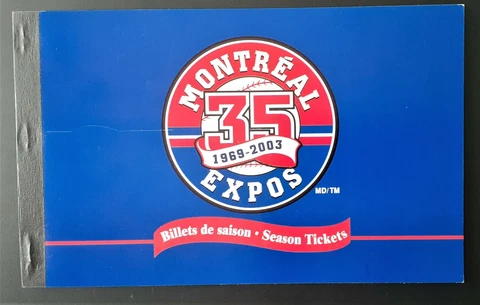 MONTRÉAL
35
1969-2003
EXPOS
MD/TM
Billets de saison • Season Tickets